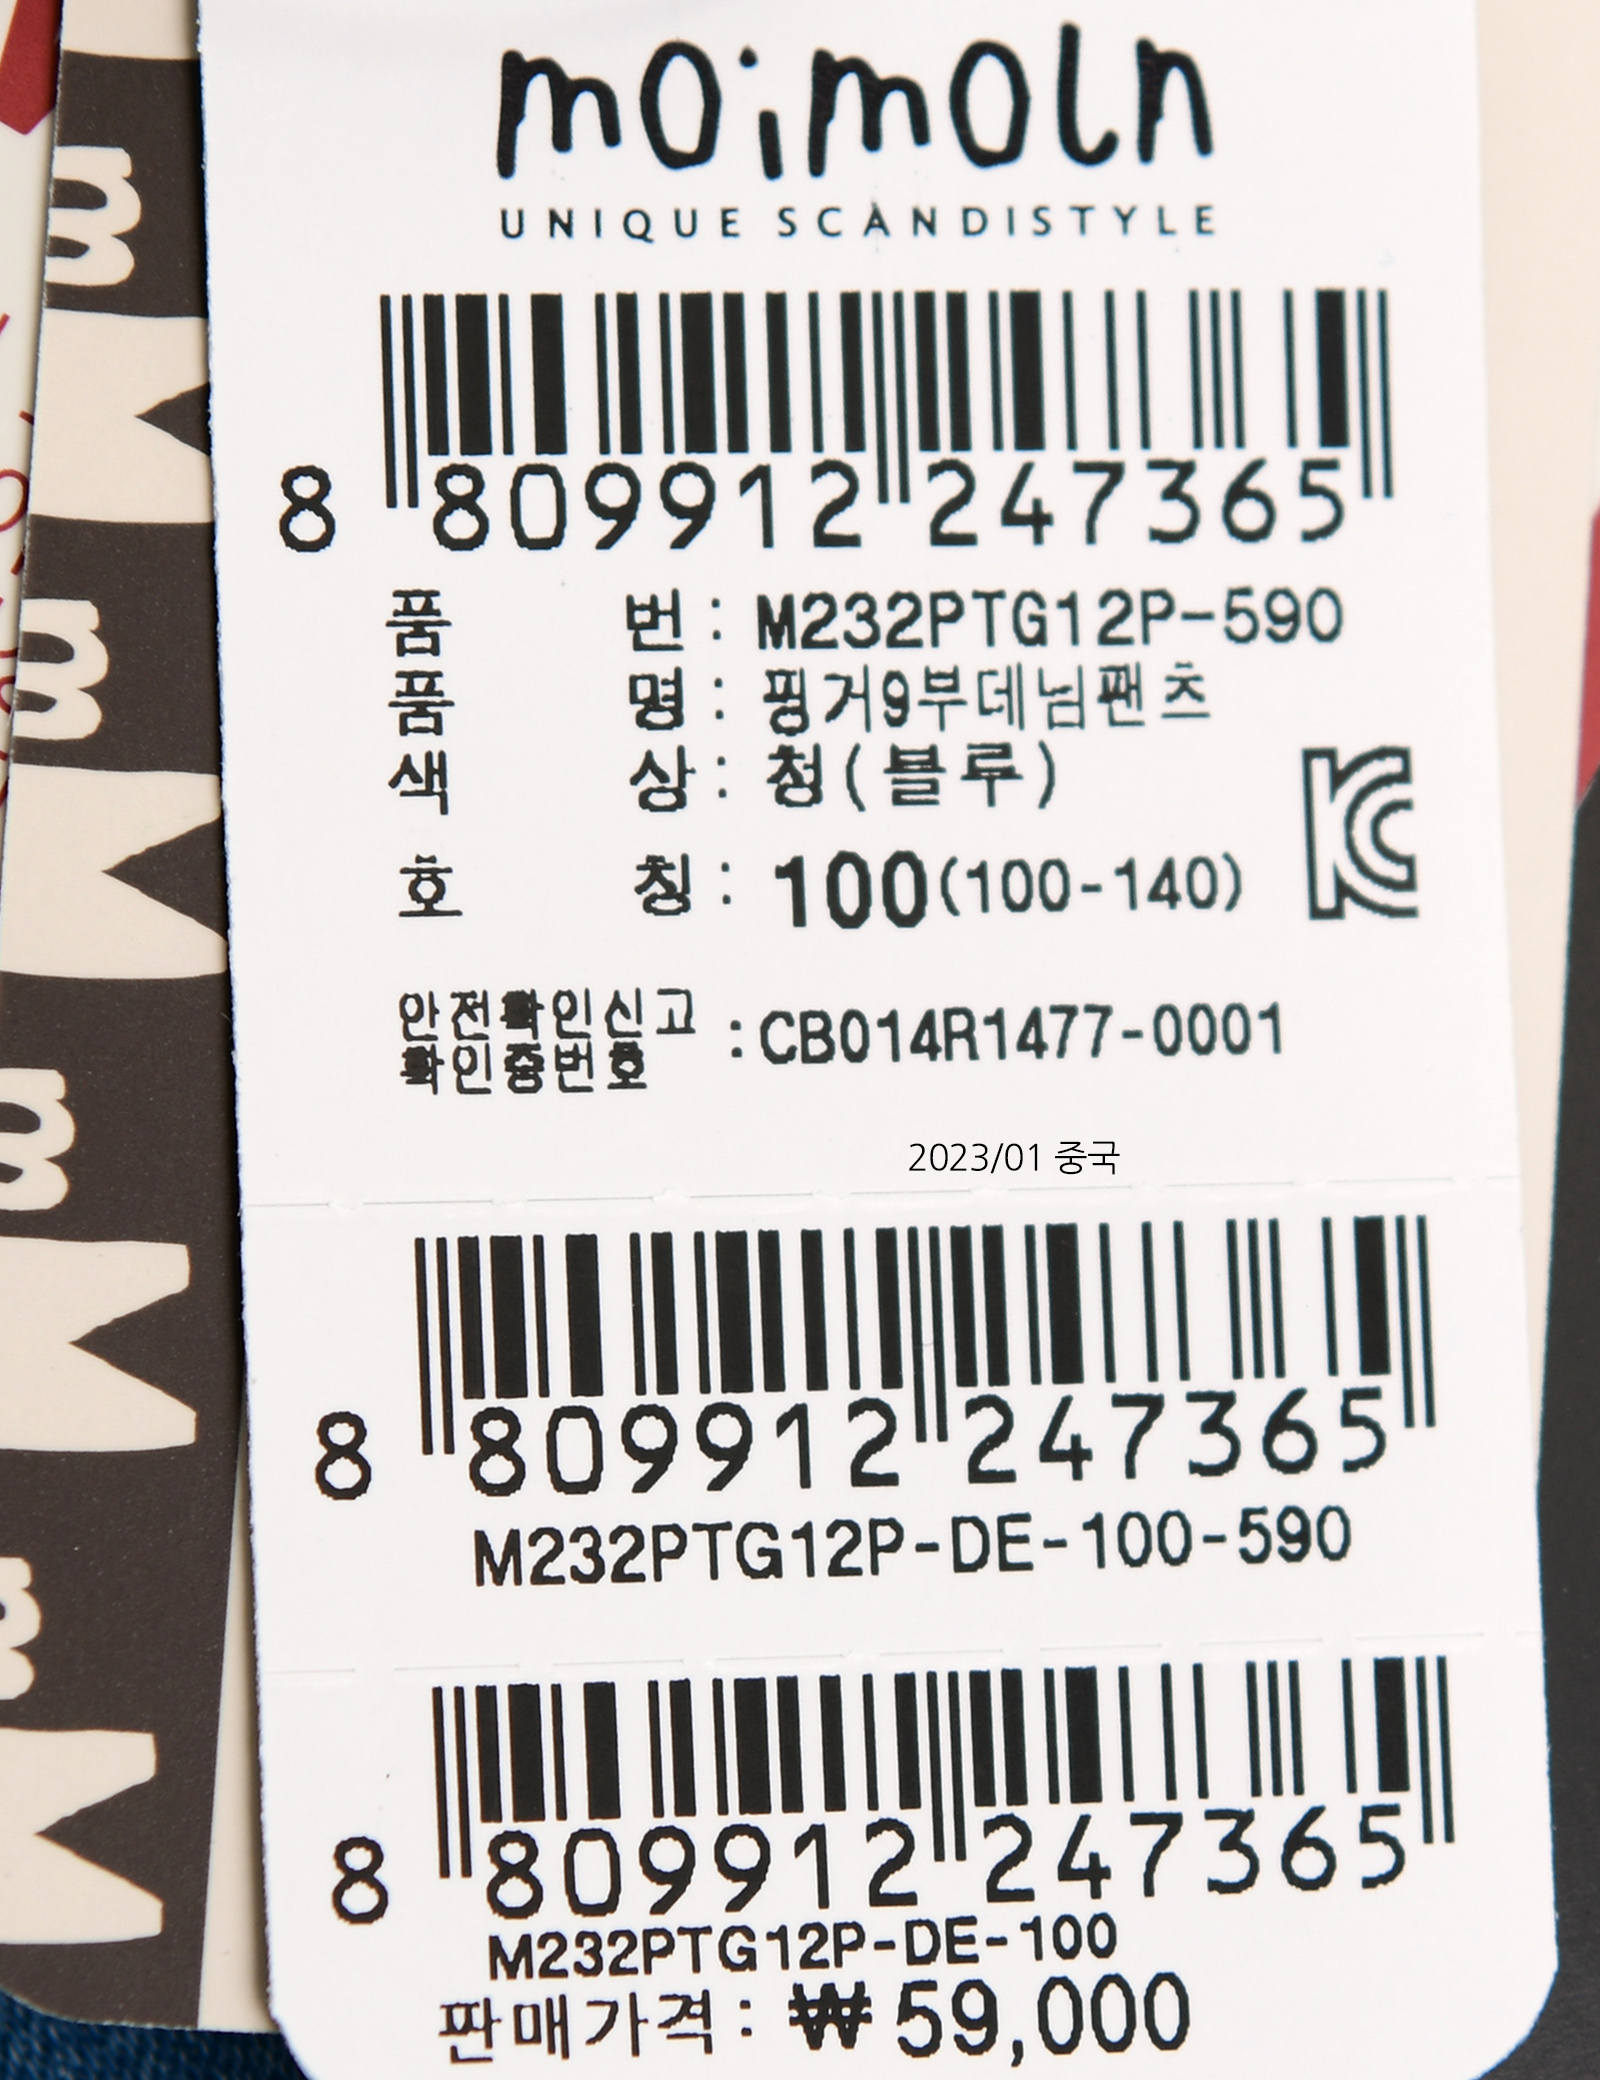 moimoln
UNIQUE SCANDISTYLE
8 809912 247365
품 번 : M232PTG12P-590
품 명 : 핑거9부데님팬츠
색 상 : 청(블루)
호 칭 : 100(100-140)
안전확인신고
확인증번호 : CB014R1477-0001
2023/01 중국
8 809912 247365
M232PTG12P-DE-100-590
8 809912 247365
M232PTG12P-DE-100
판매가격 : ₩59,000